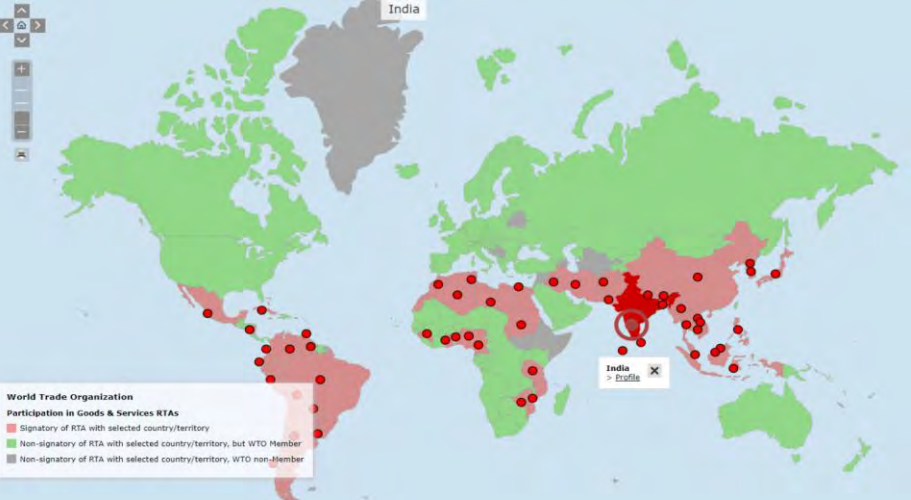 India
India
> Profile
World Trade Organization
Participation in Goods & Services RTAs
Signatory of RTA with selected country/territory
Non-signatory of RTA with selected country/territory, but WTO Member
Non-signatory of RTA with selected country/territory, WTO non-Member